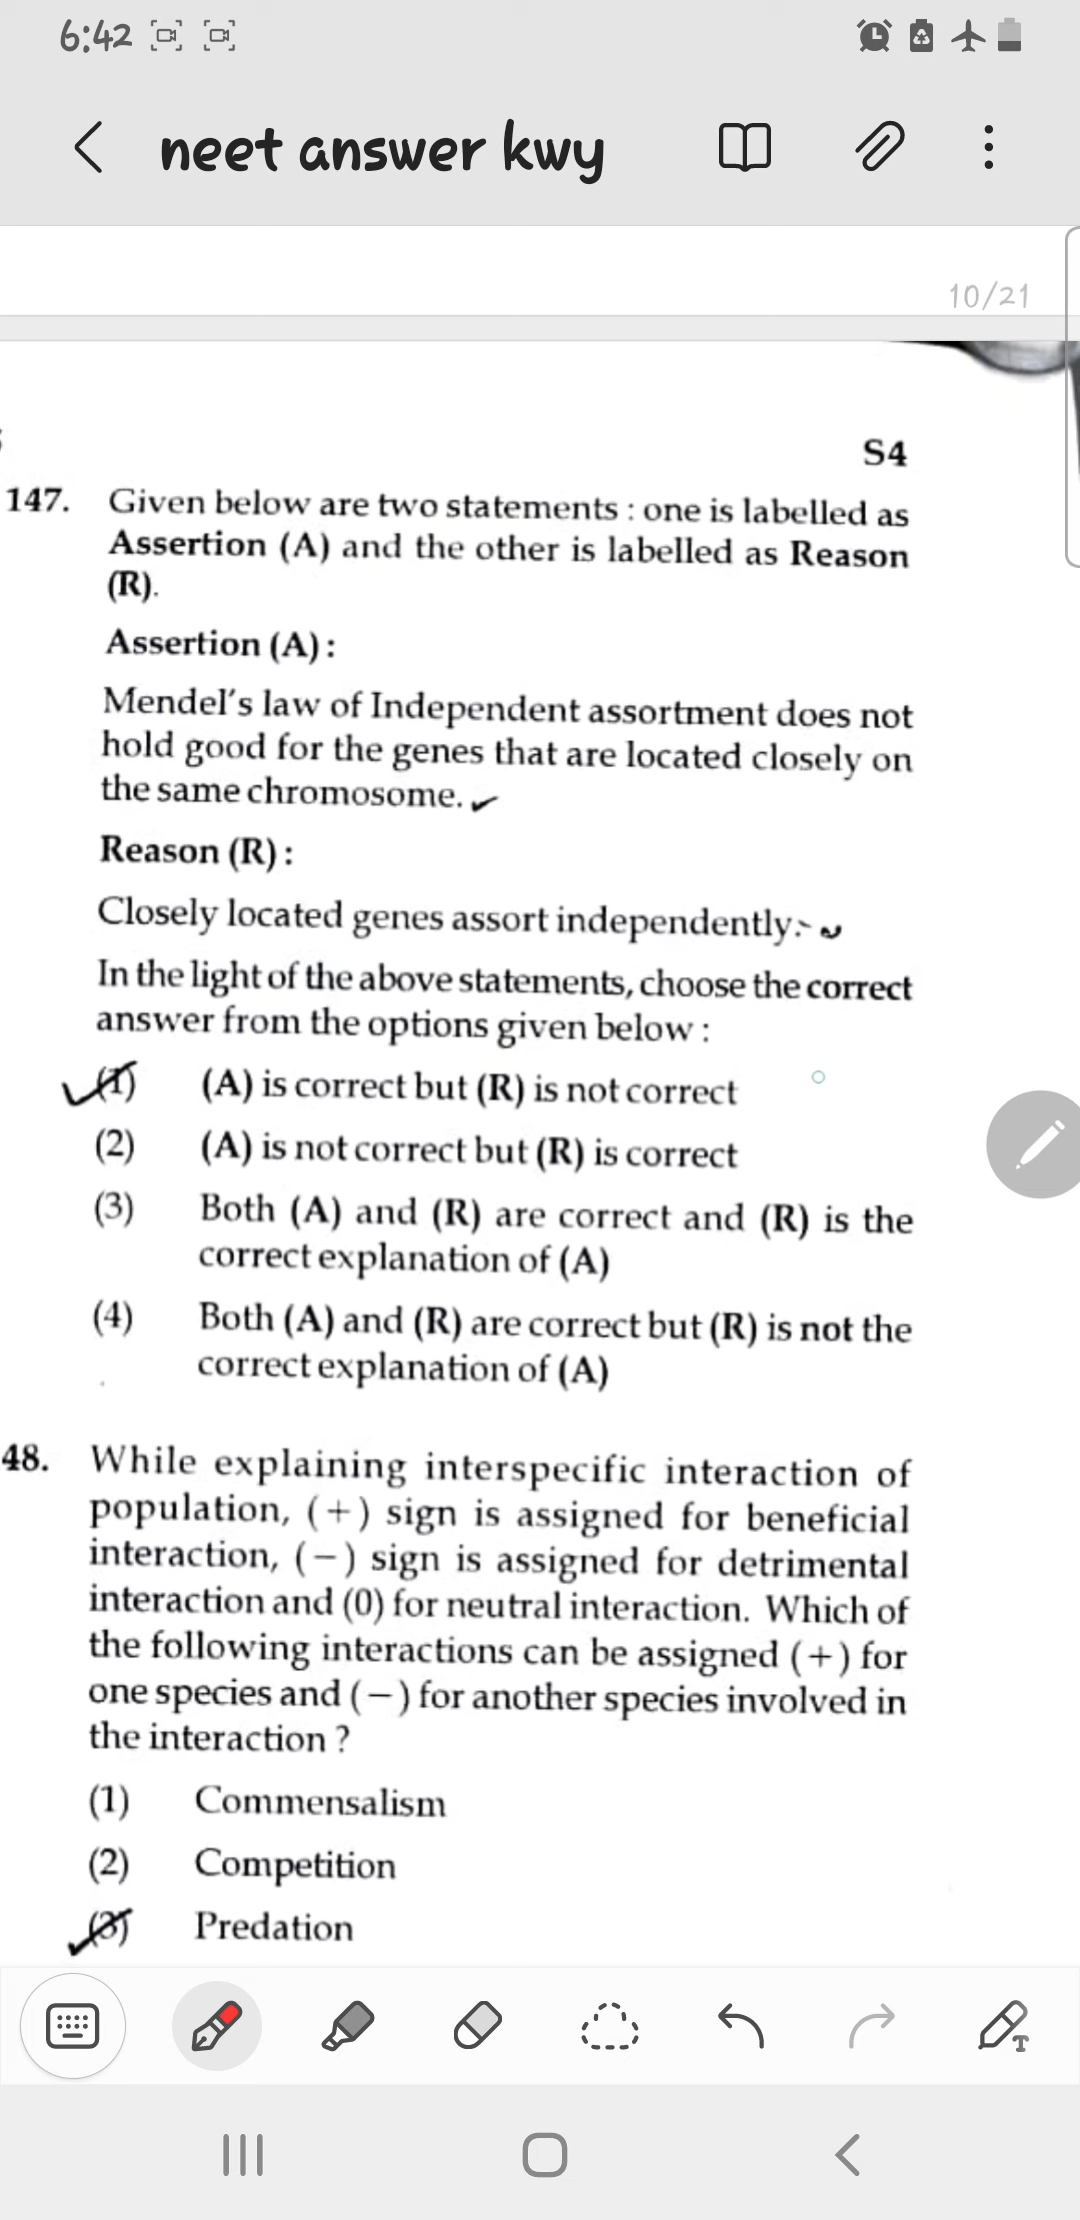 6:42
neet answer kwy
10/21
S4
147. Given below are two statements : one is labelled as
Assertion (A) and the other is labelled as Reason
(R).
Assertion (A) :
Mendel's law of Independent assortment does not
hold good for the genes that are located closely on
the same chromosome.
Reason (R) :
Closely located genes assort independently.
In the light of the above statements, choose the correct
answer from the options given below :
(1) (A) is correct but (R) is not correct
(2) (A) is not correct but (R) is correct
(3) Both (A) and (R) are correct and (R) is the
correct explanation of (A)
(4) Both (A) and (R) are correct but (R) is not the
correct explanation of (A)
48. While explaining interspecific interaction of
population, (+) sign is assigned for beneficial
interaction, (−) sign is assigned for detrimental
interaction and (0) for neutral interaction. Which of
the following interactions can be assigned (+) for
one species and (−) for another species involved in
the interaction ?
(1) Commensalism
(2) Competition
(3) Predation
T